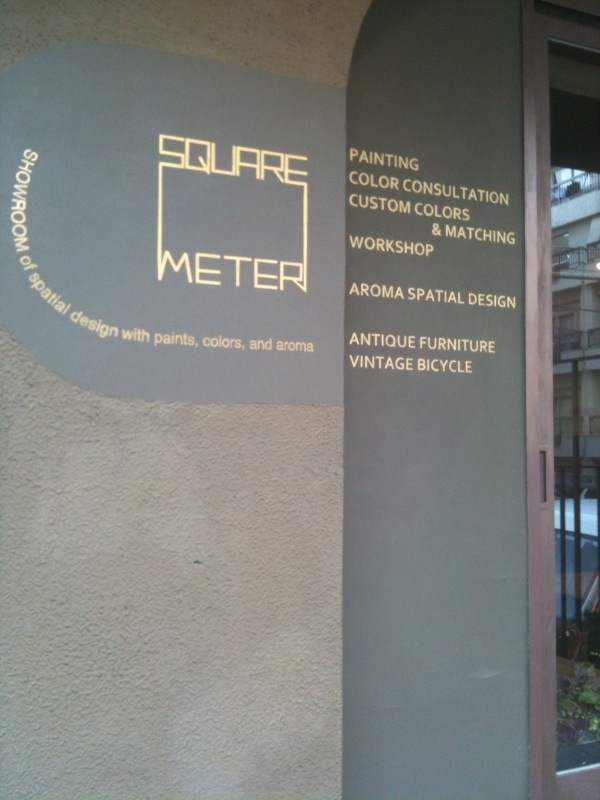 SQUARE
METER
SHOWROOM of spatial design with paints, colors, and aroma
PAINTING
COLOR CONSULTATION
CUSTOM COLORS
& MATCHING
WORKSHOP
AROMA SPATIAL DESIGN
ANTIQUE FURNITURE
VINTAGE BICYCLE